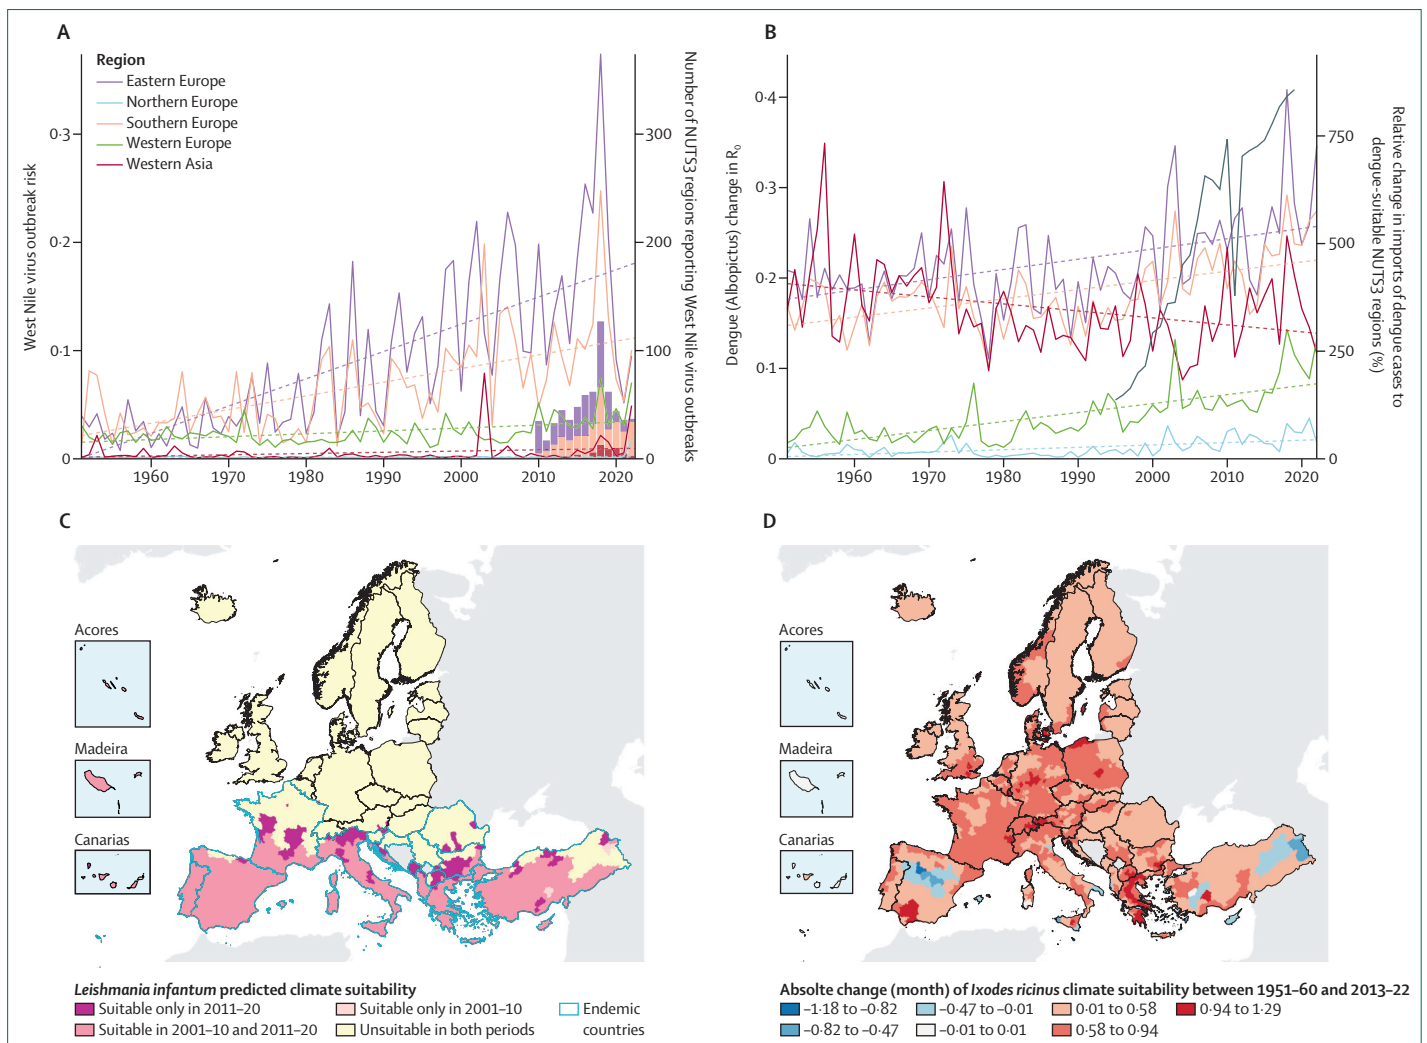 A
Region
Eastern Europe
Northern Europe
Southern Europe
Western Europe
Western Asia
West Nile virus outbreak risk
0·3
0·2
0·1
0
1960
1970
1980
1990
2000
2010
2020
300
200
100
0
Number of NUTS3 regions reporting West Nile virus outbreaks
B
Dengue (Albopictus) change in R0
0·4
0·3
0·2
0·1
0
1960
1970
1980
1990
2000
2010
2020
750
500
250
0
Relative change in imports of dengue cases to
dengue-suitable NUTS3 regions (%)
C
Acores
Madeira
Canarias
Leishmania infantum predicted climate suitability
Suitable only in 2011–20
Suitable only in 2001–10
Endemic
countries
Suitable in 2001–10 and 2011–20
Unsuitable in both periods
D
Acores
Madeira
Canarias
Absolte change (month) of Ixodes ricinus climate suitability between 1951–60 and 2013–22
–1·18 to –0·82
–0·47 to –0·01
0·01 to 0·58
0·94 to 1·29
–0·82 to –0·47
–0·01 to 0·01
0·58 to 0·94